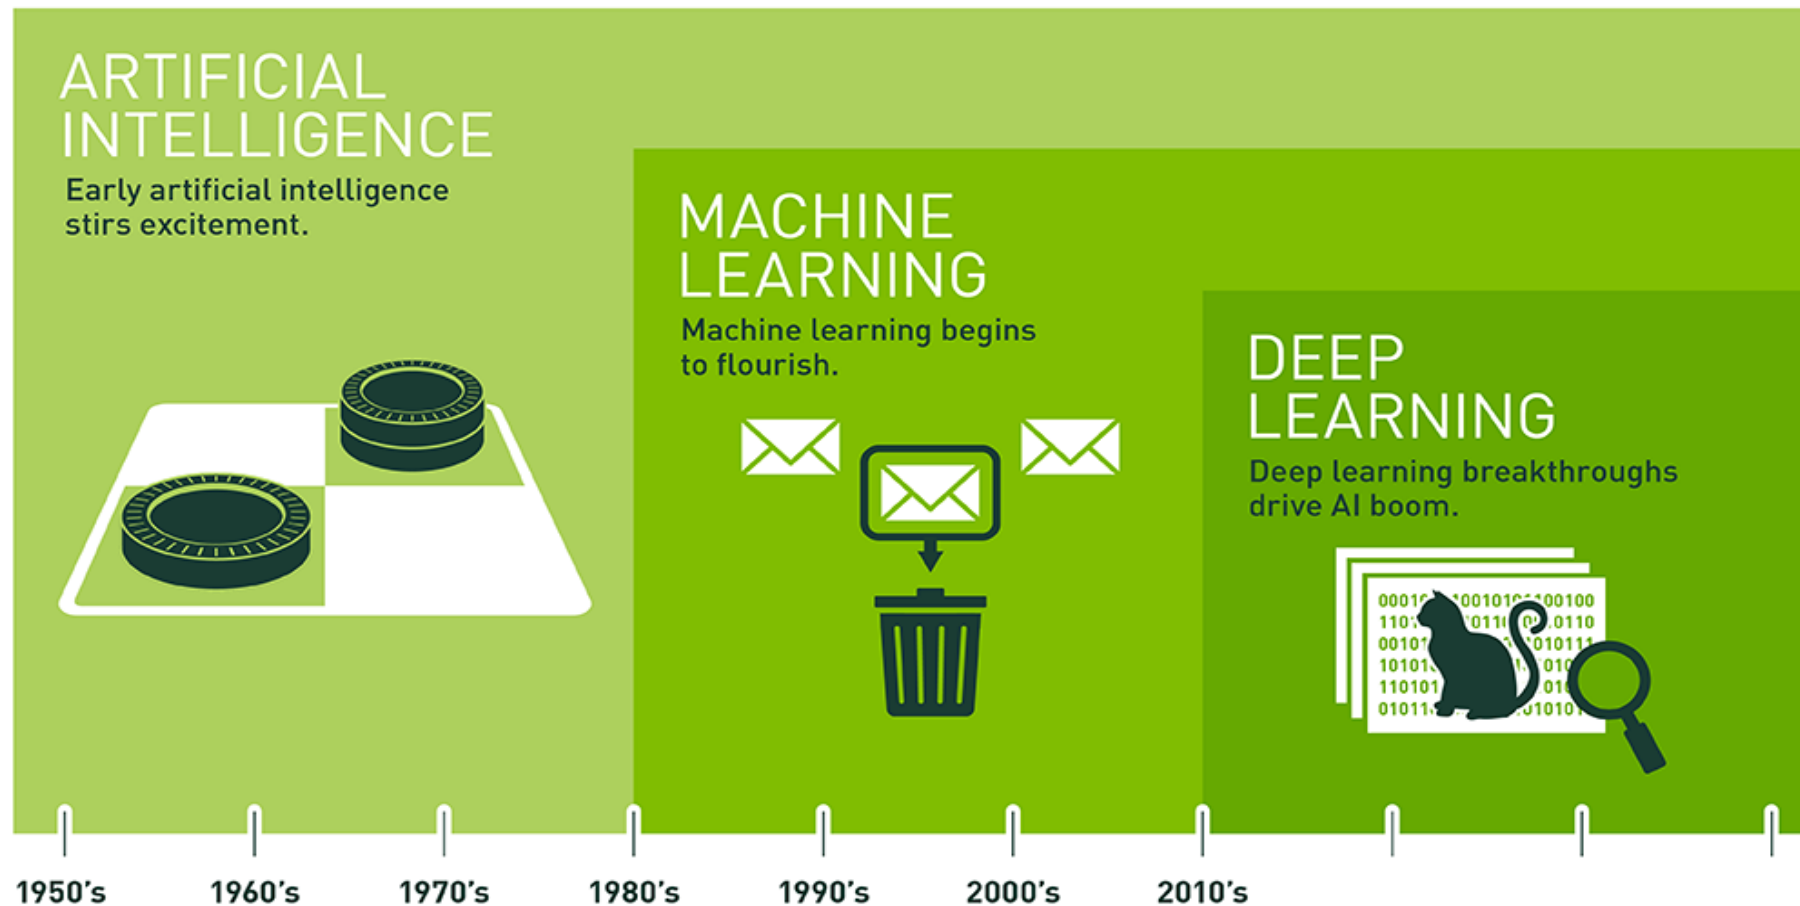 ARTIFICIAL
INTELLIGENCE
Early artificial intelligence
stirs excitement.
MACHINE
LEARNING
Machine learning begins
to flourish.
DEEP
LEARNING
Deep learning breakthroughs
drive AI boom.
1950's
1960's
1970's
1980's
1990's
2000's
2010's